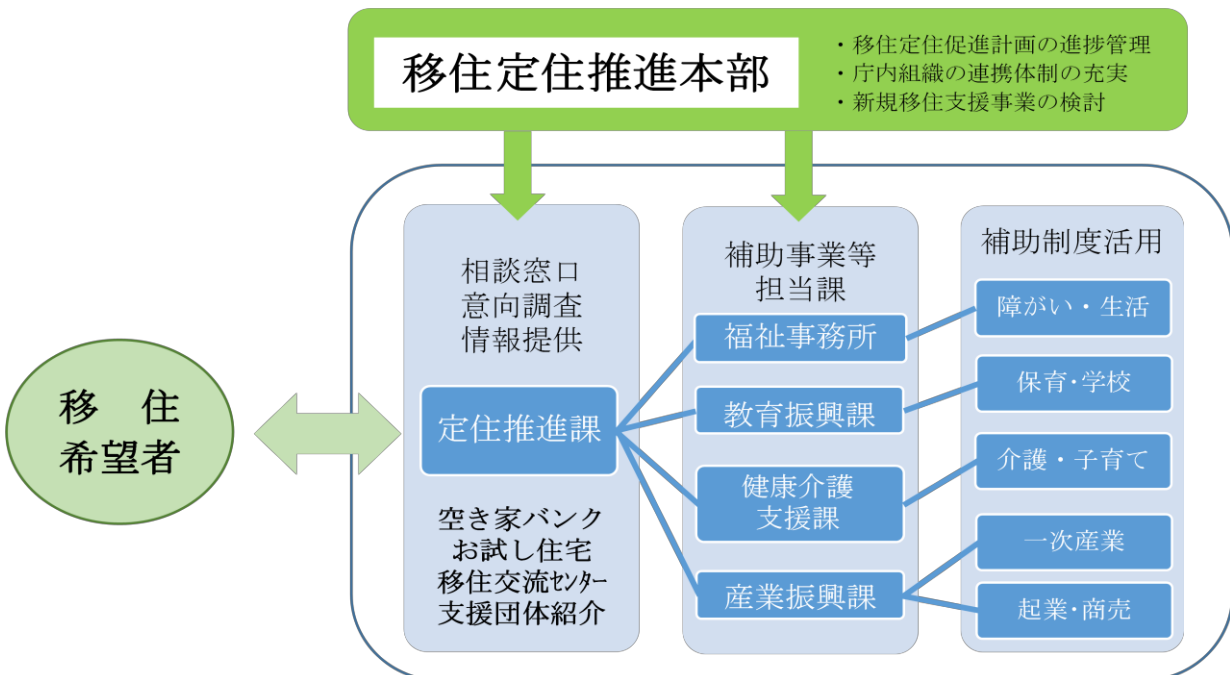 移住定住推進本部
・移住定住促進計画の進捗管理
・庁内組織の連携体制の充実
・新規移住支援事業の検討
移　住
希望者
相談窓口
意向調査
情報提供
定住推進課
空き家バンク
お試し住宅
移住交流ｾﾝﾀｰ
支援団体紹介
補助事業等
担当課
福祉事務所
教育振興課
健康介護
支援課
産業振興課
補助制度活用
障がい・生活
保育・学校
介護・子育て
一次産業
起業・商売